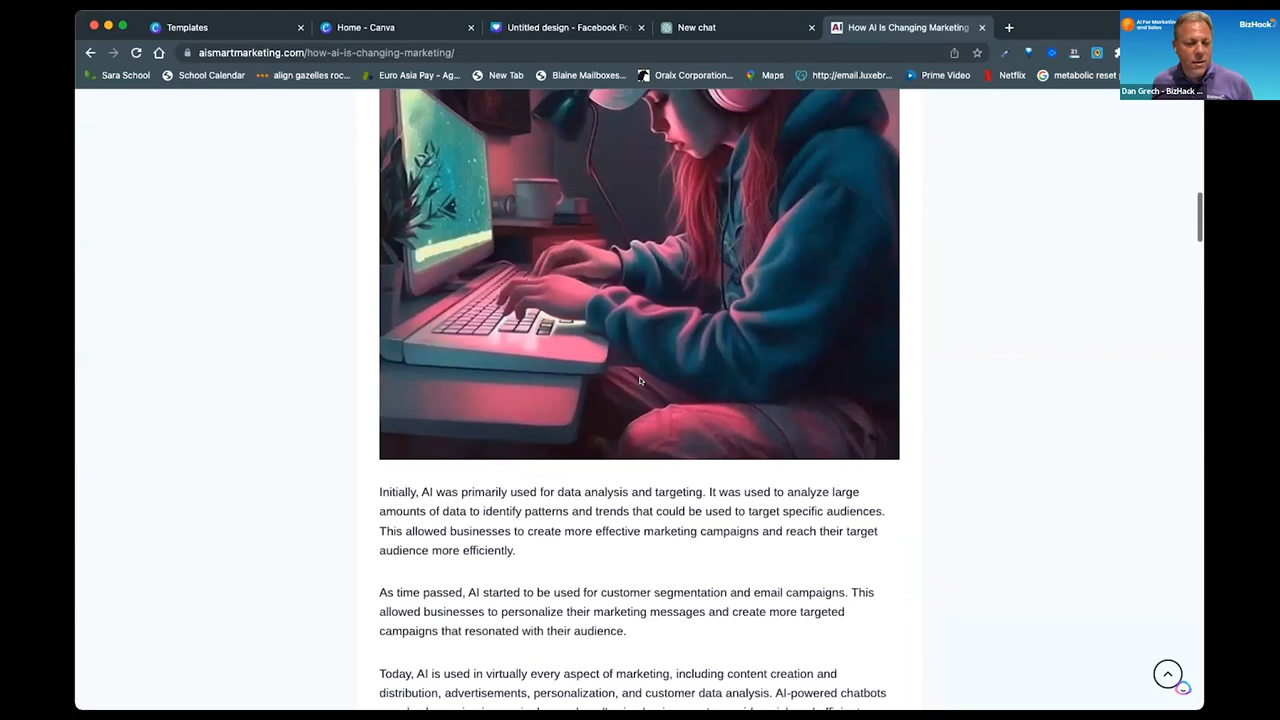 Templates
Home - Canva
Untitled design - Facebook Po
New chat
How AI Is Changing Marketing
aismartmarketing.com/how-ai-is-changing-marketing/
Sara School
School Calendar
align gazelles roc...
Euro Asia Pay - Ag...
New Tab
Blaine Mailboxes...
Oralx Corporation...
Maps
http://email.luxebr...
Prime Video
Netflix
metabolic reset
AI For Marketing
and Sales
BizHack
Dan Grech - BizHack ...
Initially, AI was primarily used for data analysis and targeting. It was used to analyze large
amounts of data to identify patterns and trends that could be used to target specific audiences.
This allowed businesses to create more effective marketing campaigns and reach their target
audience more efficiently.
As time passed, AI started to be used for customer segmentation and email campaigns. This
allowed businesses to personalize their marketing messages and create more targeted
campaigns that resonated with their audience.
Today, AI is used in virtually every aspect of marketing, including content creation and
distribution, advertisements, personalization, and customer data analysis. AI-powered chatbots